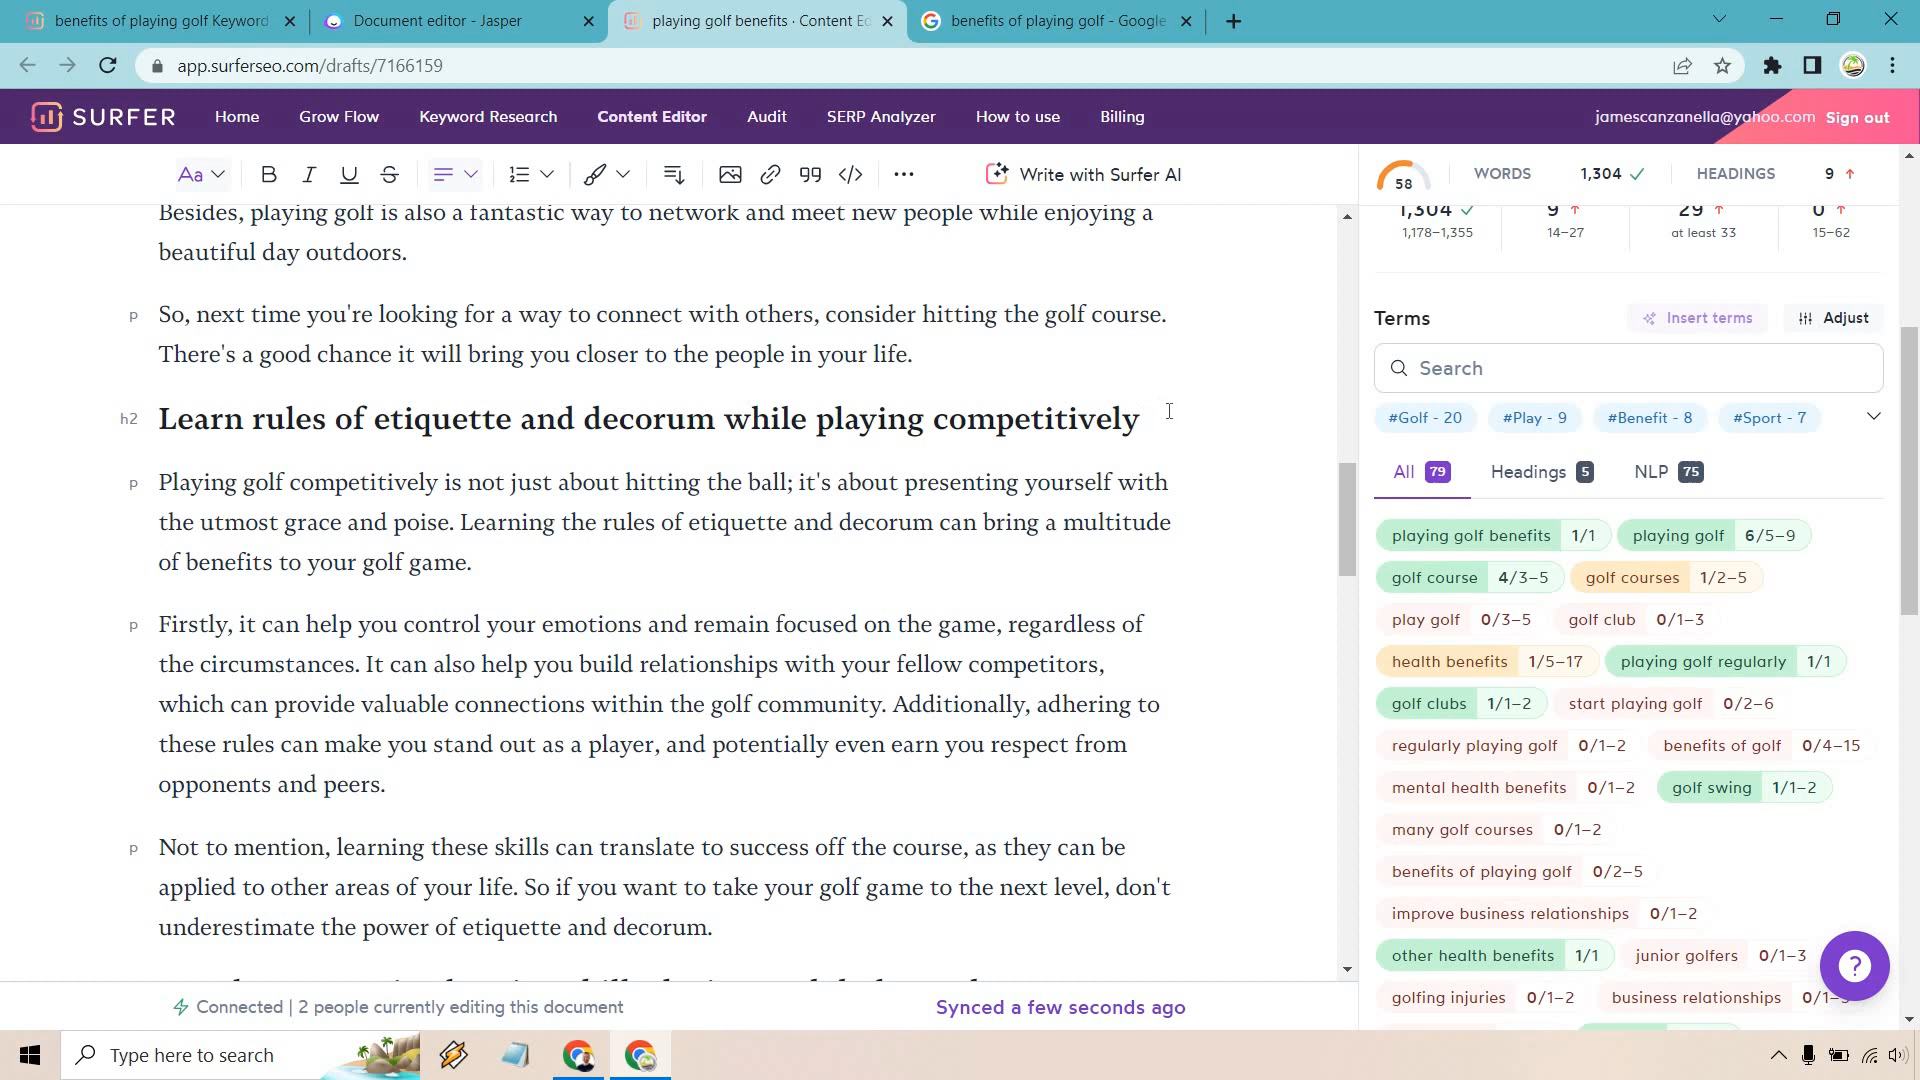 benefits of playing golf Keyword
Document editor - Jasper
playing golf benefits · Content Ed
benefits of playing golf - Google
app.surferseo.com/drafts/7166159
SURFER
Home
Grow Flow
Keyword Research
Content Editor
Audit
SERP Analyzer
How to use
Billing
jamescanzanella@yahoo.com
Sign out
Aa
Write with Surfer AI
58
WORDS
1,304
HEADINGS
9
Besides, playing golf is also a fantastic way to network and meet new people while enjoying a
beautiful day outdoors.
p
So, next time you're looking for a way to connect with others, consider hitting the golf course.
There's a good chance it will bring you closer to the people in your life.
h2
Learn rules of etiquette and decorum while playing competitively
p
Playing golf competitively is not just about hitting the ball; it's about presenting yourself with
the utmost grace and poise. Learning the rules of etiquette and decorum can bring a multitude
of benefits to your golf game.
p
Firstly, it can help you control your emotions and remain focused on the game, regardless of
the circumstances. It can also help you build relationships with your fellow competitors,
which can provide valuable connections within the golf community. Additionally, adhering to
these rules can make you stand out as a player, and potentially even earn you respect from
opponents and peers.
p
Not to mention, learning these skills can translate to success off the course, as they can be
applied to other areas of your life. So if you want to take your golf game to the next level, don't
underestimate the power of etiquette and decorum.
Connected | 2 people currently editing this document
Synced a few seconds ago
1,304 9 29 0
1,178–1,355 14–27 at least 33 15–62
Terms
Insert terms
Adjust
Search
#Golf - 20 #Play - 9 #Benefit - 8 #Sport - 7
All 79 Headings 5 NLP 75
playing golf benefits 1/1 playing golf 6/5–9
golf course 4/3–5 golf courses 1/2–5
play golf 0/3–5 golf club 0/1–3
health benefits 1/5–17 playing golf regularly 1/1
golf clubs 1/1–2 start playing golf 0/2–6
regularly playing golf 0/1–2 benefits of golf 0/4–15
mental health benefits 0/1–2 golf swing 1/1–2
many golf courses 0/1–2
benefits of playing golf 0/2–5
improve business relationships 0/1–2
other health benefits 1/1 junior golfers 0/1–3
golfing injuries 0/1–2 business relationships
?
Type here to search